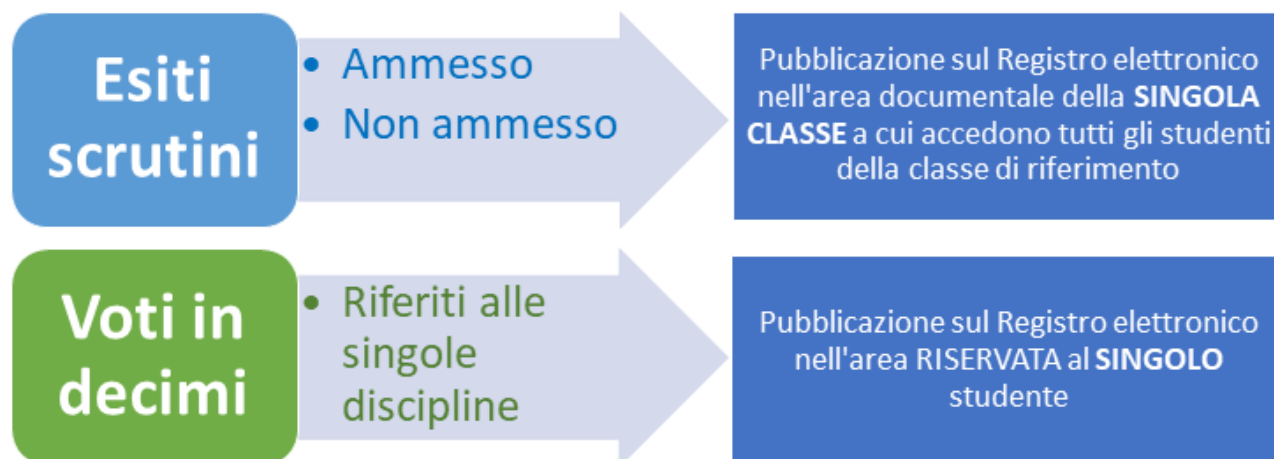 Esiti
scrutini
• Ammesso
• Non ammesso
Pubblicazione sul Registro elettronico
nell'area documentale della SINGOLA
CLASSE a cui accedono tutti gli studenti
della classe di riferimento
Voti in
decimi
• Riferiti alle
singole
discipline
Pubblicazione sul Registro elettronico
nell'area RISERVATA al SINGOLO
studente